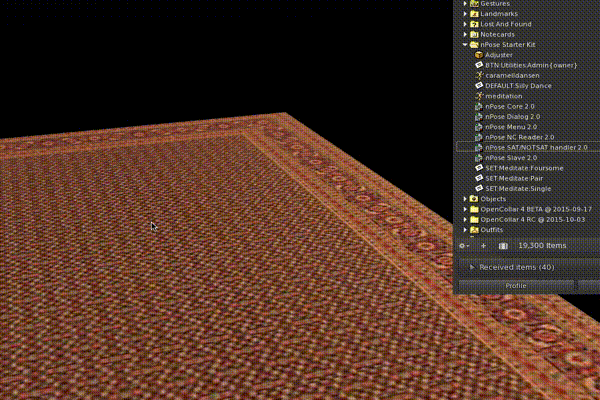 Gestures
Landmarks
Lost And Found
Notecards
nPose Starter Kit
Adjuster
BTN:Utilities:Admin{owner}
caramelldansen
DEFAULT:Silly Dance
meditation
nPose Core 2.0
nPose Dialog 2.0
nPose Menu 2.0
nPose NC Reader 2.0
nPose SAT/NOTSAT handler 2.0
nPose Slave 2.0
SET:Meditate:Foursome
SET:Meditate:Pair
SET:Meditate:Single
Objects
OpenCollar 4 BETA @ 2015-09-17
OpenCollar 4 RC @ 2015-10-03
Outfits
19,300 Items
Received items (40)
Profile